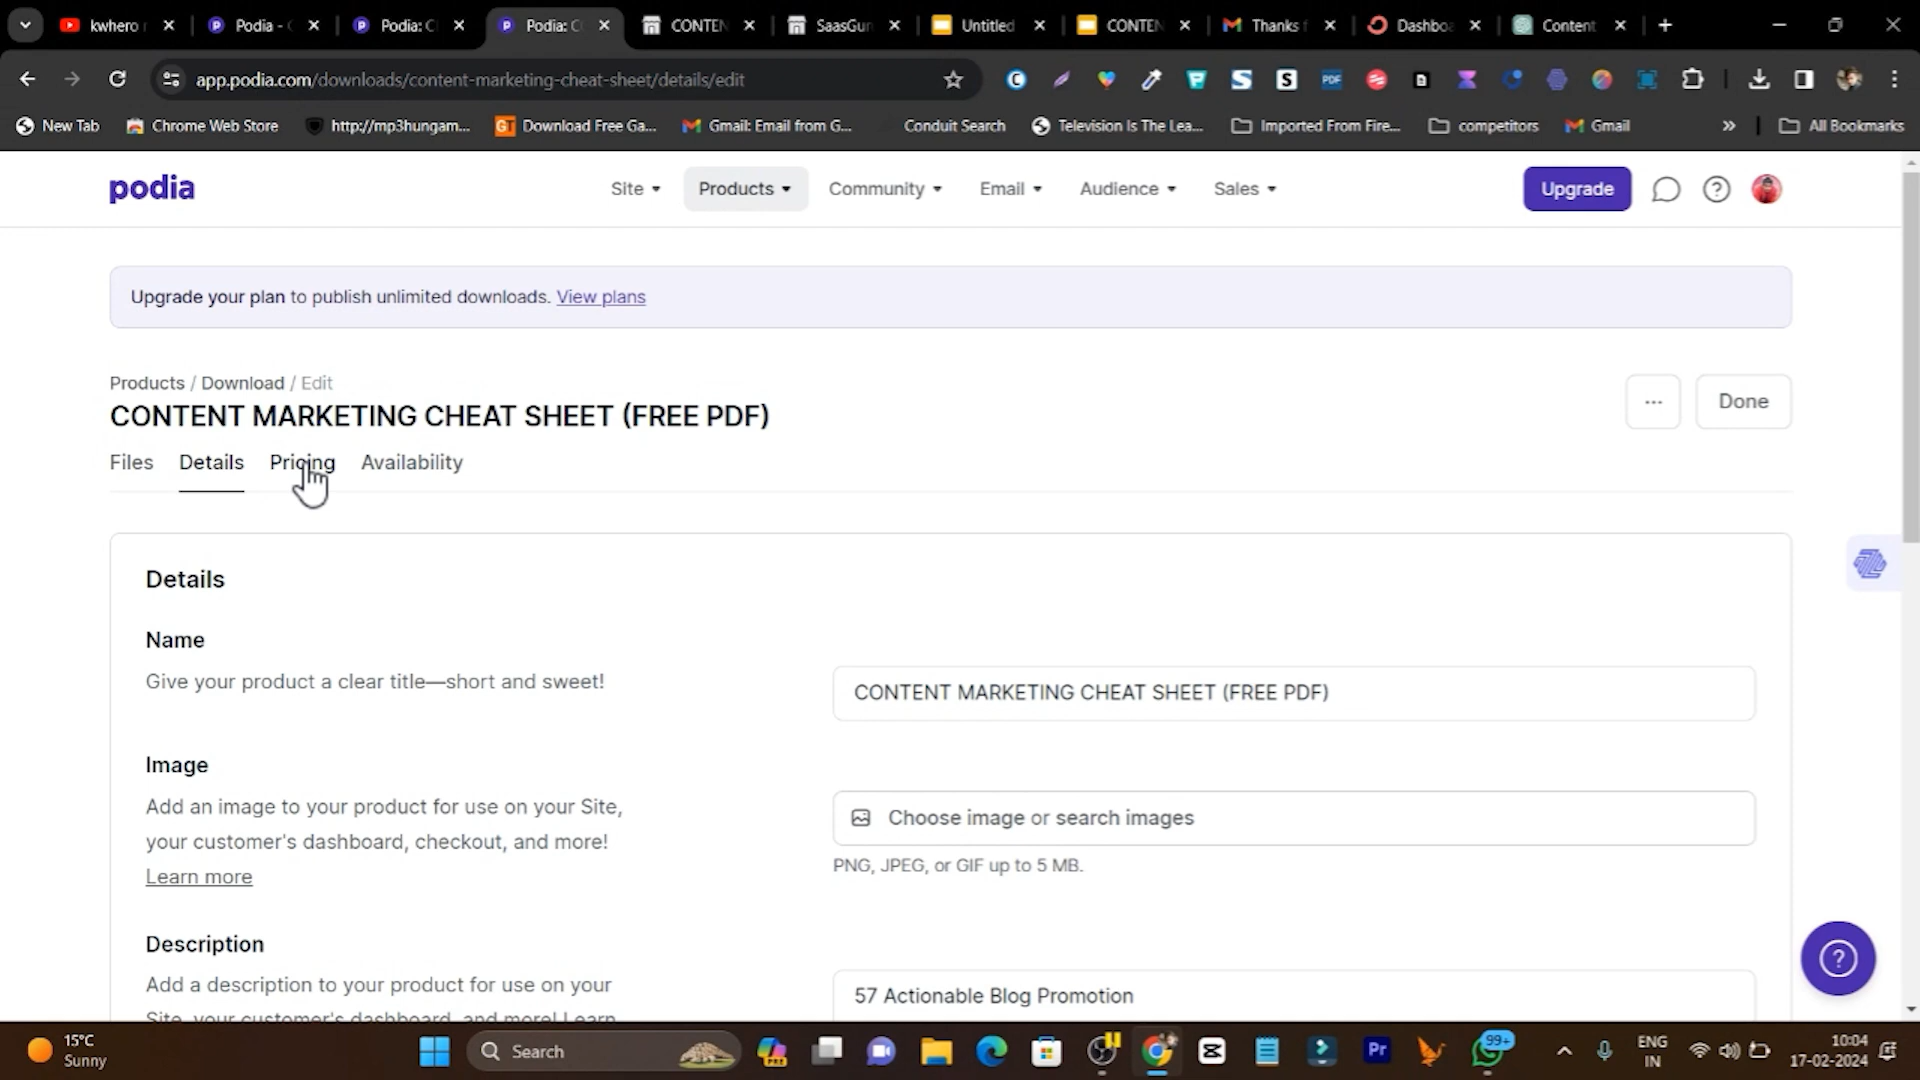 kwhero
Podia -
Podia: C
Podia: C
CONTEN
SaasGur
Untitled
CONTEN
Thanks f
Dashbo
Content
app.podia.com/downloads/content-marketing-cheat-sheet/details/edit
New Tab
Chrome Web Store
http://mp3hungam...
GT
Download Free Ga...
Gmail: Email from G...
Conduit Search
Television Is The Lea...
Imported From Fire...
competitors
Gmail
»
All Bookmarks
podia
Site
Products
Community
Email
Audience
Sales
Upgrade
Upgrade your plan to publish unlimited downloads. View plans
Products / Download / Edit
CONTENT MARKETING CHEAT SHEET (FREE PDF)
...
Done
Files
Details
Pricing
Availability
Details
Name
Give your product a clear title—short and sweet!
CONTENT MARKETING CHEAT SHEET (FREE PDF)
Image
Add an image to your product for use on your Site,
your customer's dashboard, checkout, and more!
Learn more
Choose image or search images
PNG, JPEG, or GIF up to 5 MB.
Description
Add a description to your product for use on your
Site, your customer's dashboard, and more! Learn
57 Actionable Blog Promotion
15°C
Sunny
Search
Pr
99+
ENG
IN
10:04
17-02-2024